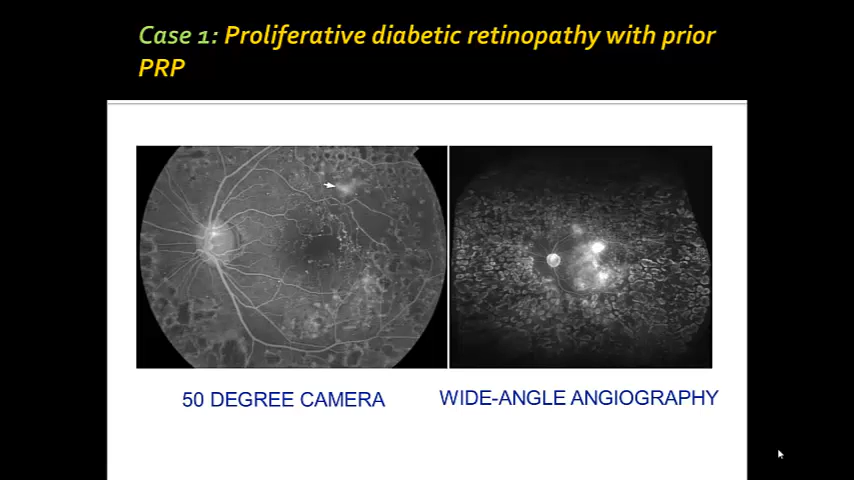 Case 1: Proliferative diabetic retinopathy with prior
PRP
50 DEGREE CAMERA
WIDE-ANGLE ANGIOGRAPHY